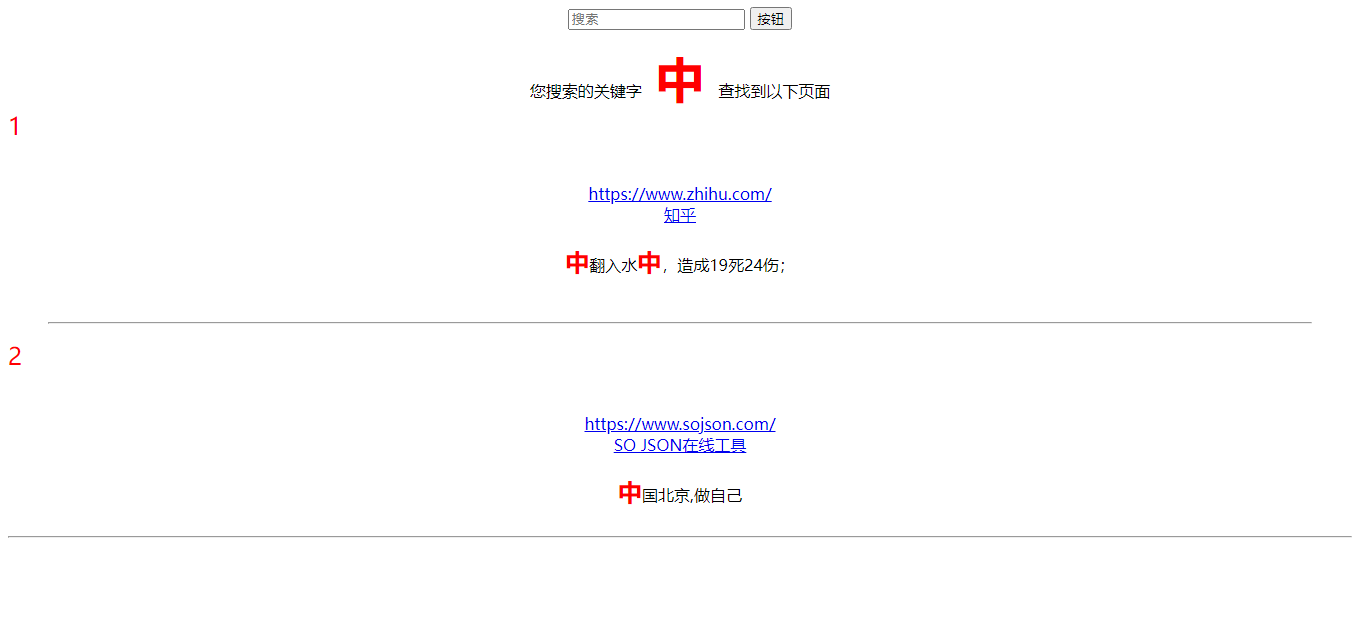 搜索 按钮
您搜索的关键字 中 查找到以下页面
1
https://www.zhihu.com/
知乎
中翻入水中，造成19死24伤；
2
https://www.sojson.com/
SO JSON在线工具
中国北京,做自己